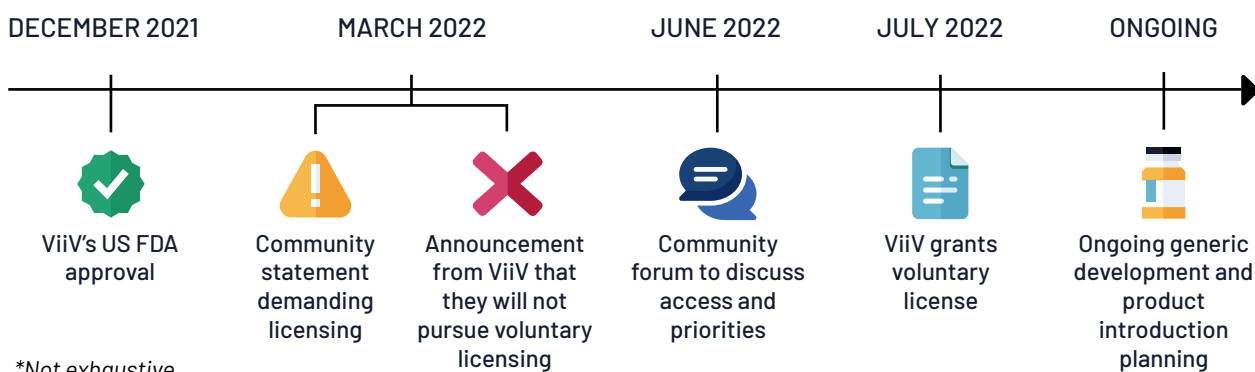 DECEMBER 2021
MARCH 2022
JUNE 2022
JULY 2022
ONGOING
ViiV's US FDA
approval
Community
statement
demanding
licensing
Announcement
from ViiV that
they will not
pursue voluntary
licensing
Community
forum to discuss
access and
priorities
ViiV grants
voluntary
license
Ongoing generic
development and
product
introduction
planning
*Not exhaustive